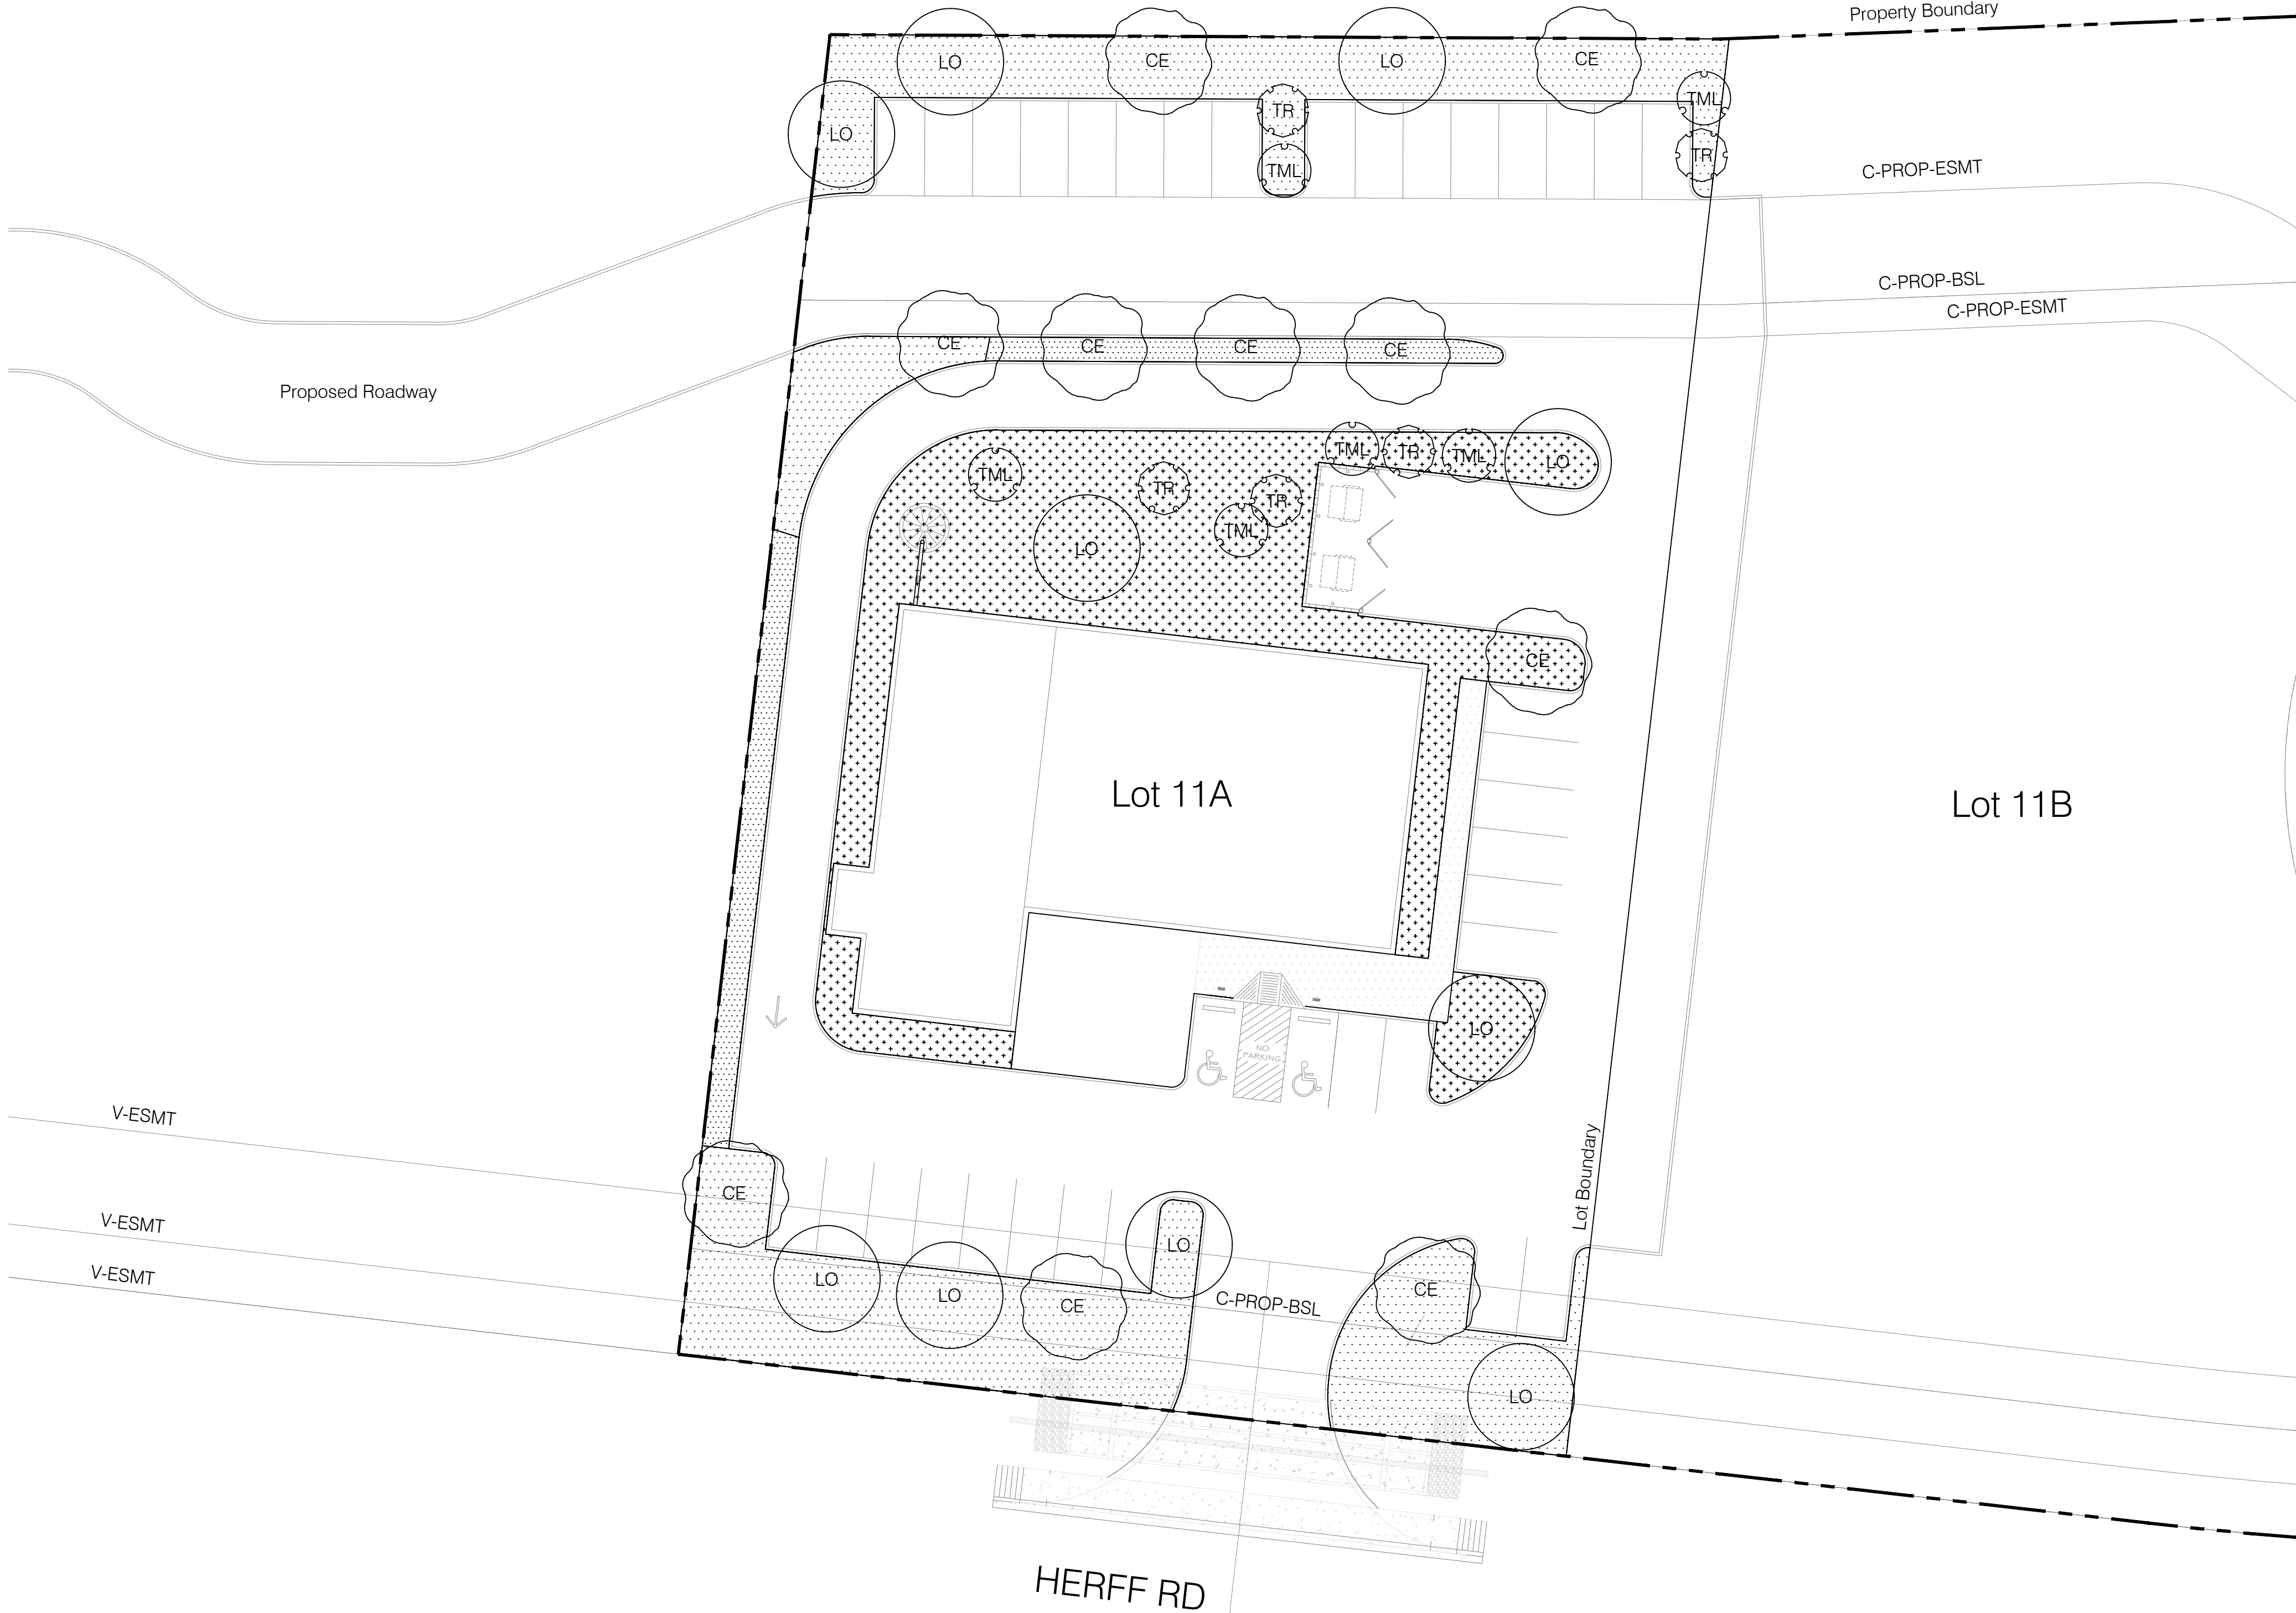 Property Boundary
LO
CE
LO
CE
TML
LO
TR
TR
TML
C-PROP-ESMT
C-PROP-BSL
C-PROP-ESMT
CE
CE
CE
CE
Proposed Roadway
TML
TR
TML
LO
TML
TR
TR
TML
LO
CE
Lot 11A
Lot 11B
LO
NO
PARKING
V-ESMT
Lot Boundary
CE
V-ESMT
LO
V-ESMT
LO
LO
CE
C-PROP-BSL
CE
LO
HERFF RD